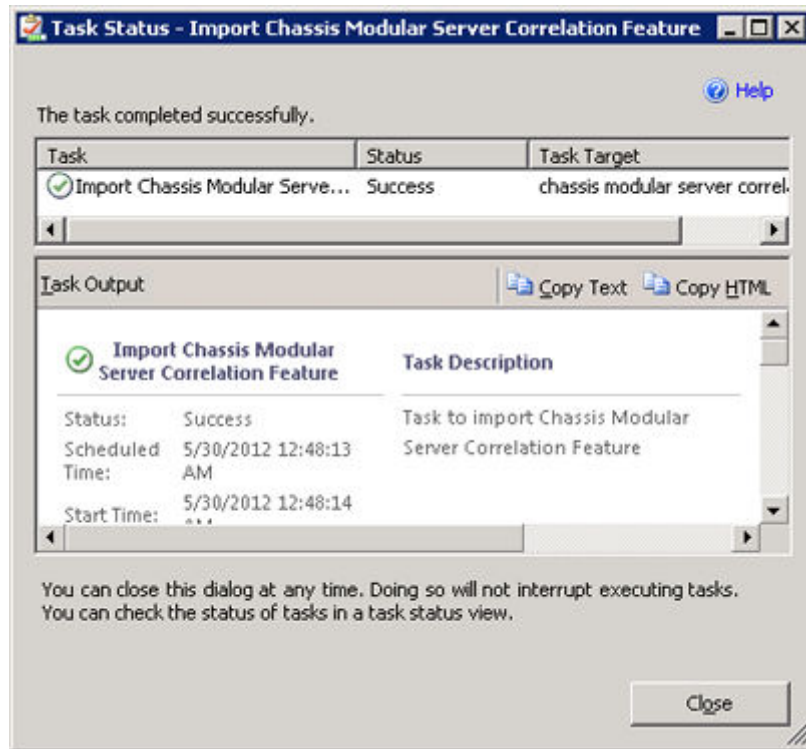 Task Status - Import Chassis Modular Server Correlation Feature
Help
The task completed successfully.
Task Status Task Target
Import Chassis Modular Serve... Success chassis modular server correl
Task Output Copy Text Copy HTML
Import Chassis Modular Server Correlation Feature
Task Description
Status: Success
Scheduled Time: 5/30/2012 12:48:13 AM
Start Time: 5/30/2012 12:48:14
Task to import Chassis Modular
Server Correlation Feature
You can close this dialog at any time. Doing so will not interrupt executing tasks.
You can check the status of tasks in a task status view.
Close